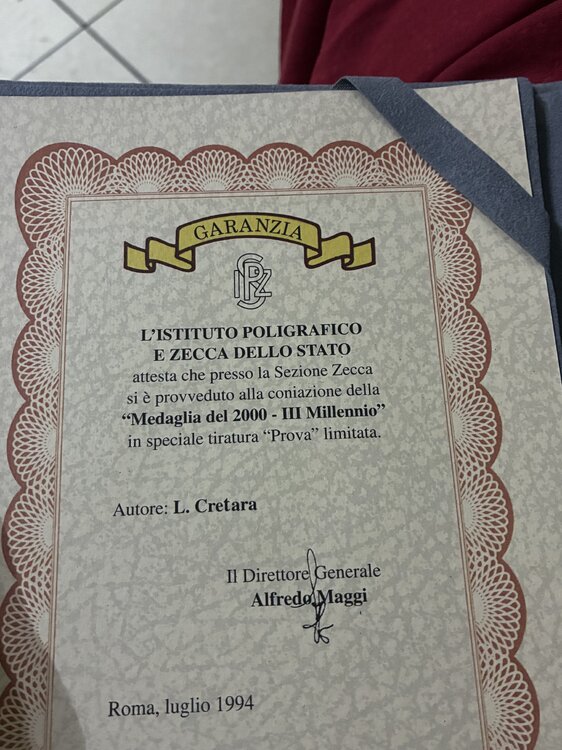 GARANZIA
IPZS
L'ISTITUTO POLIGRAFICO
E ZECCA DELLO STATO
attesta che presso la Sezione Zecca
si è provveduto alla coniazione della
“Medaglia del 2000 - III Millennio”
in speciale tiratura “Prova” limitata.
Autore: L. Cretara
Il Direttore Generale
Alfredo Maggi
Roma, luglio 1994